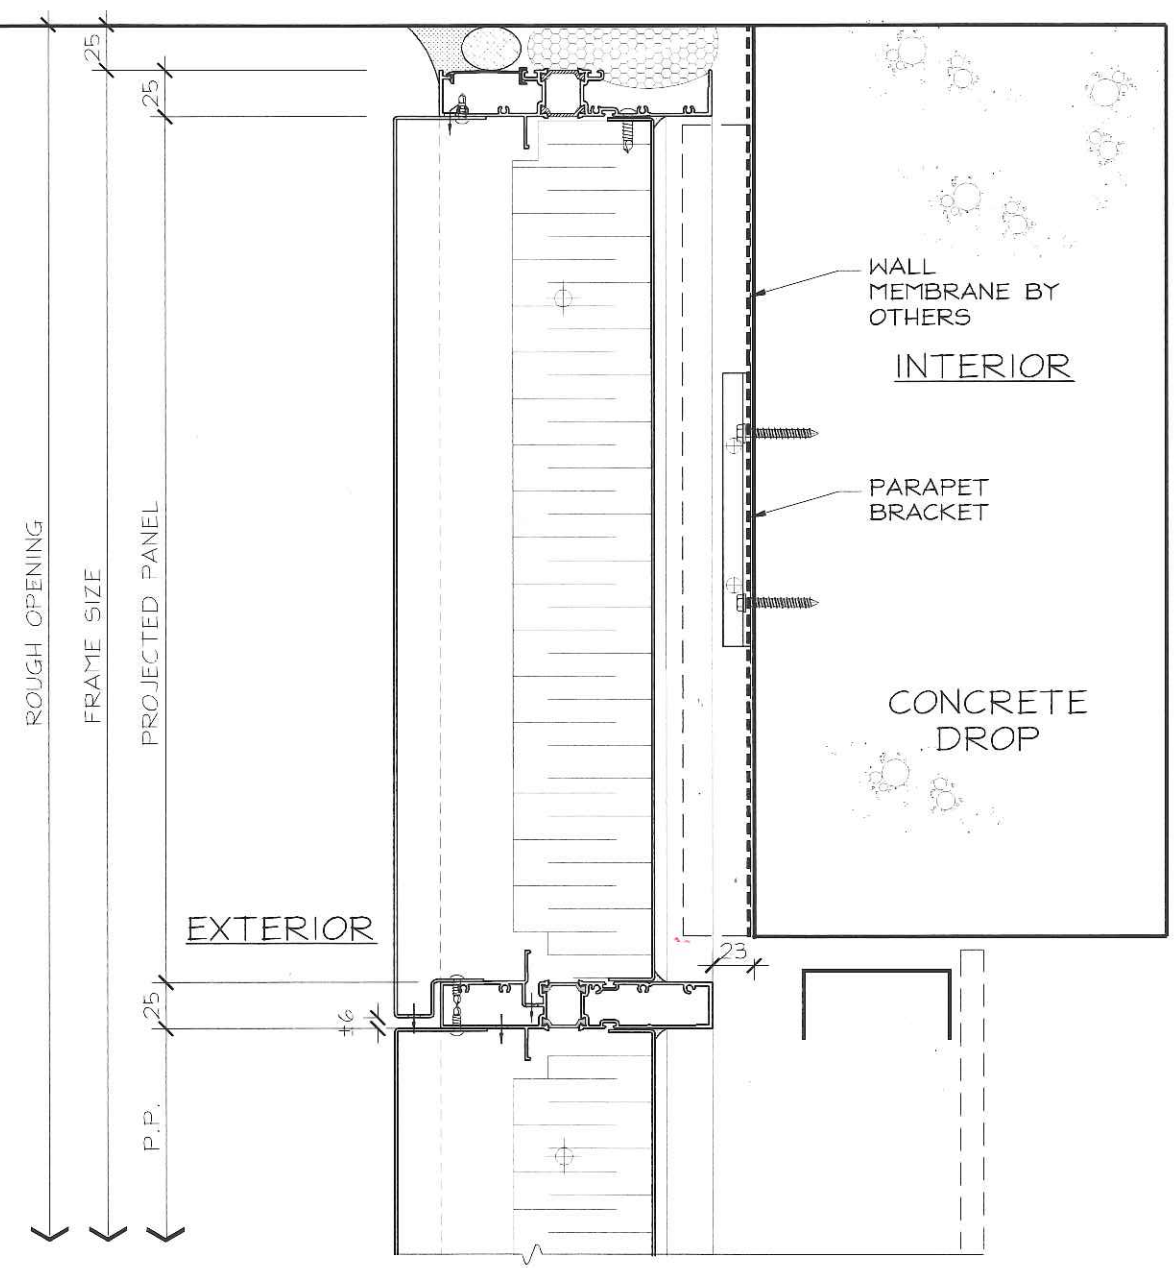 25
25
WALL
MEMBRANE BY
OTHERS
INTERIOR
PARAPET
BRACKET
ROUGH OPENING
FRAME SIZE
PROJECTED PANEL
CONCRETE
DROP
EXTERIOR
23
25
±6
P.P.